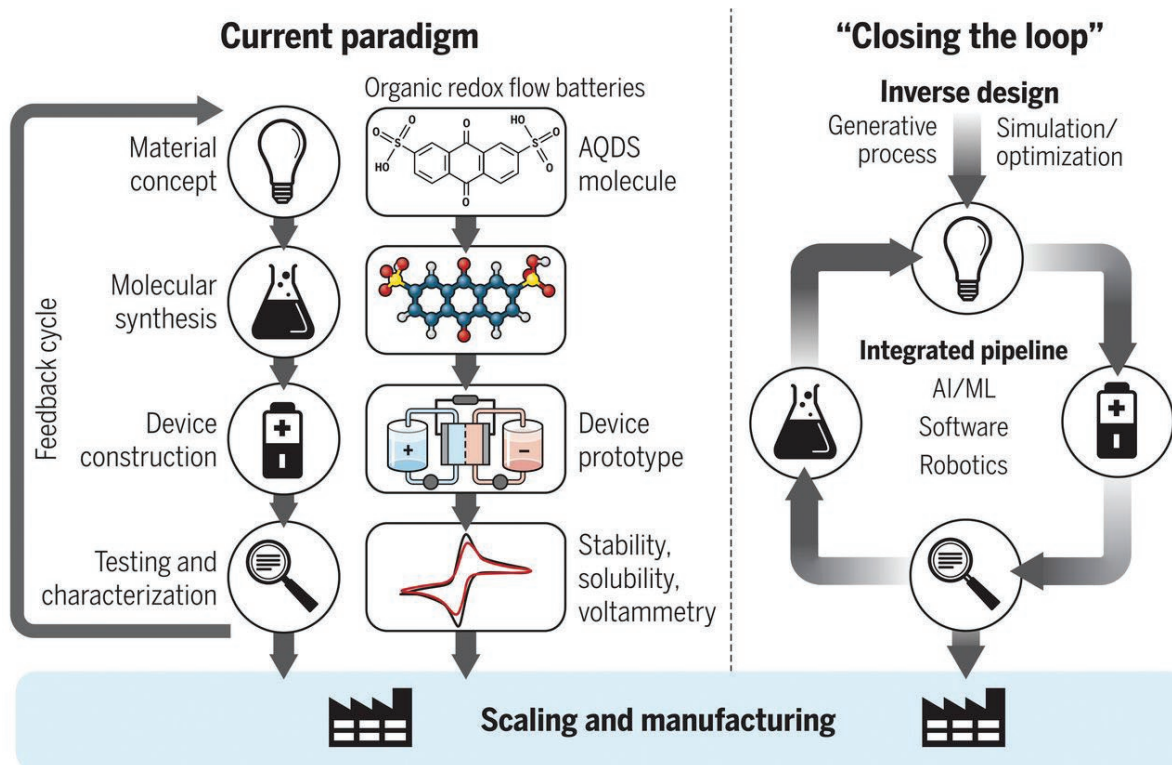 Current paradigm
Organic redox flow batteries
Feedback cycle
Material
concept
Molecular
synthesis
Device
construction
Testing and
characterization
O
O
S
HO
O
O
HO
O
S
O
AQDS
molecule
+
−
Device
prototype
Stability,
solubility,
voltammetry
“Closing the loop”
Inverse design
Generative
process
Simulation/
optimization
Integrated pipeline
AI/ML
Software
Robotics
+
−
+
−
Scaling and manufacturing